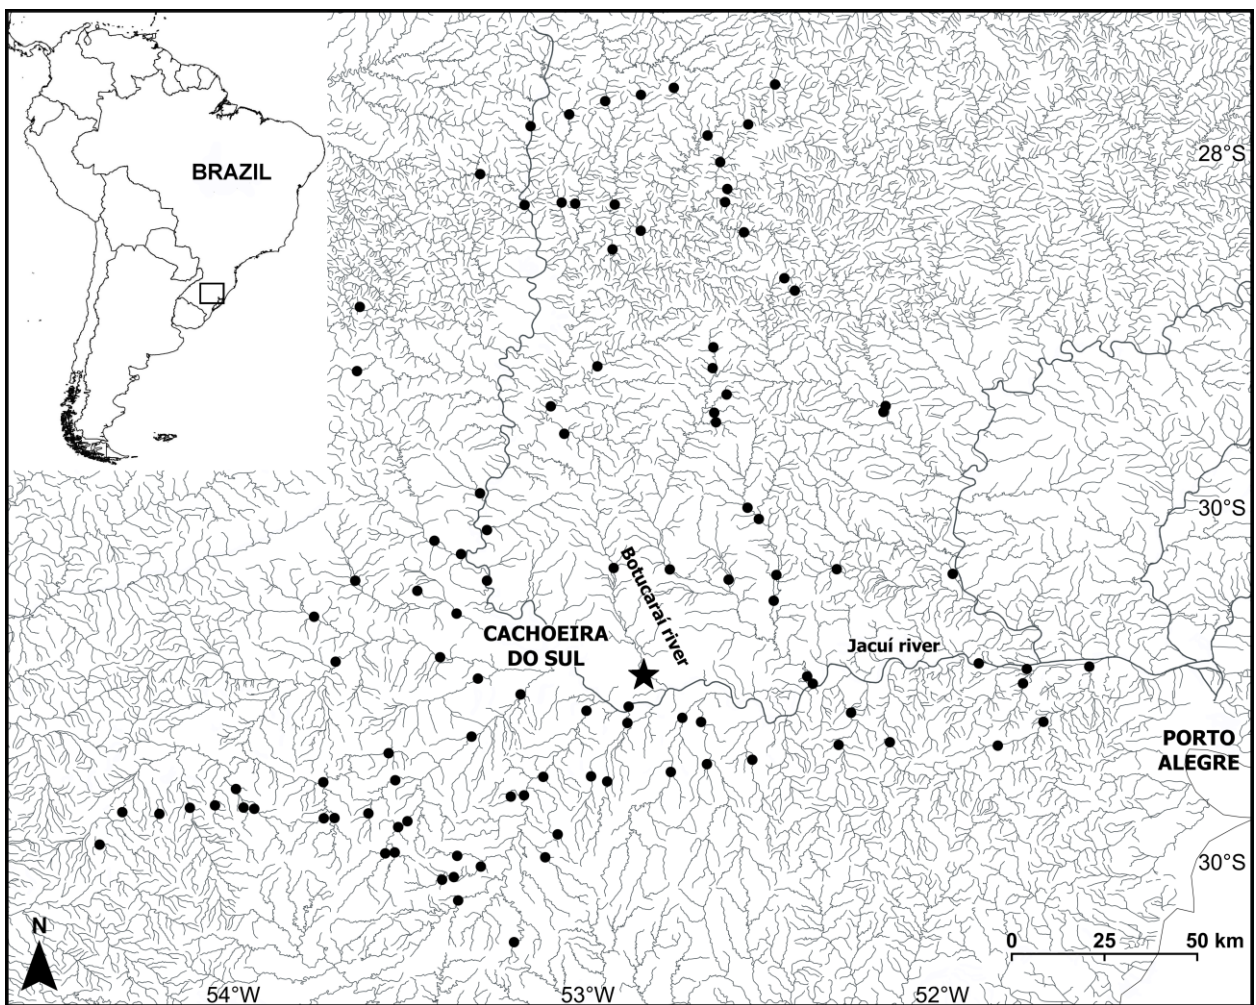 BRAZIL
28°S
30°S
Botucaraí river
CACHOEIRA
DO SUL
Jacuí river
PORTO
ALEGRE
30°S
N
0 25 50 km
54°W
53°W
52°W